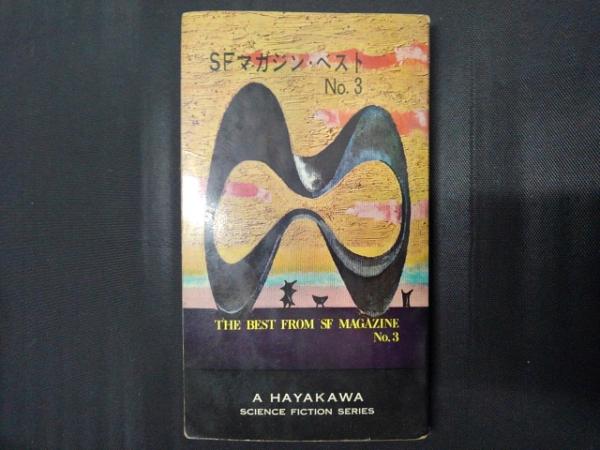 SFマガジン・ベスト
No. 3
THE BEST FROM SF MAGAZINE
No. 3
A HAYAKAWA
SCIENCE FICTION SERIES